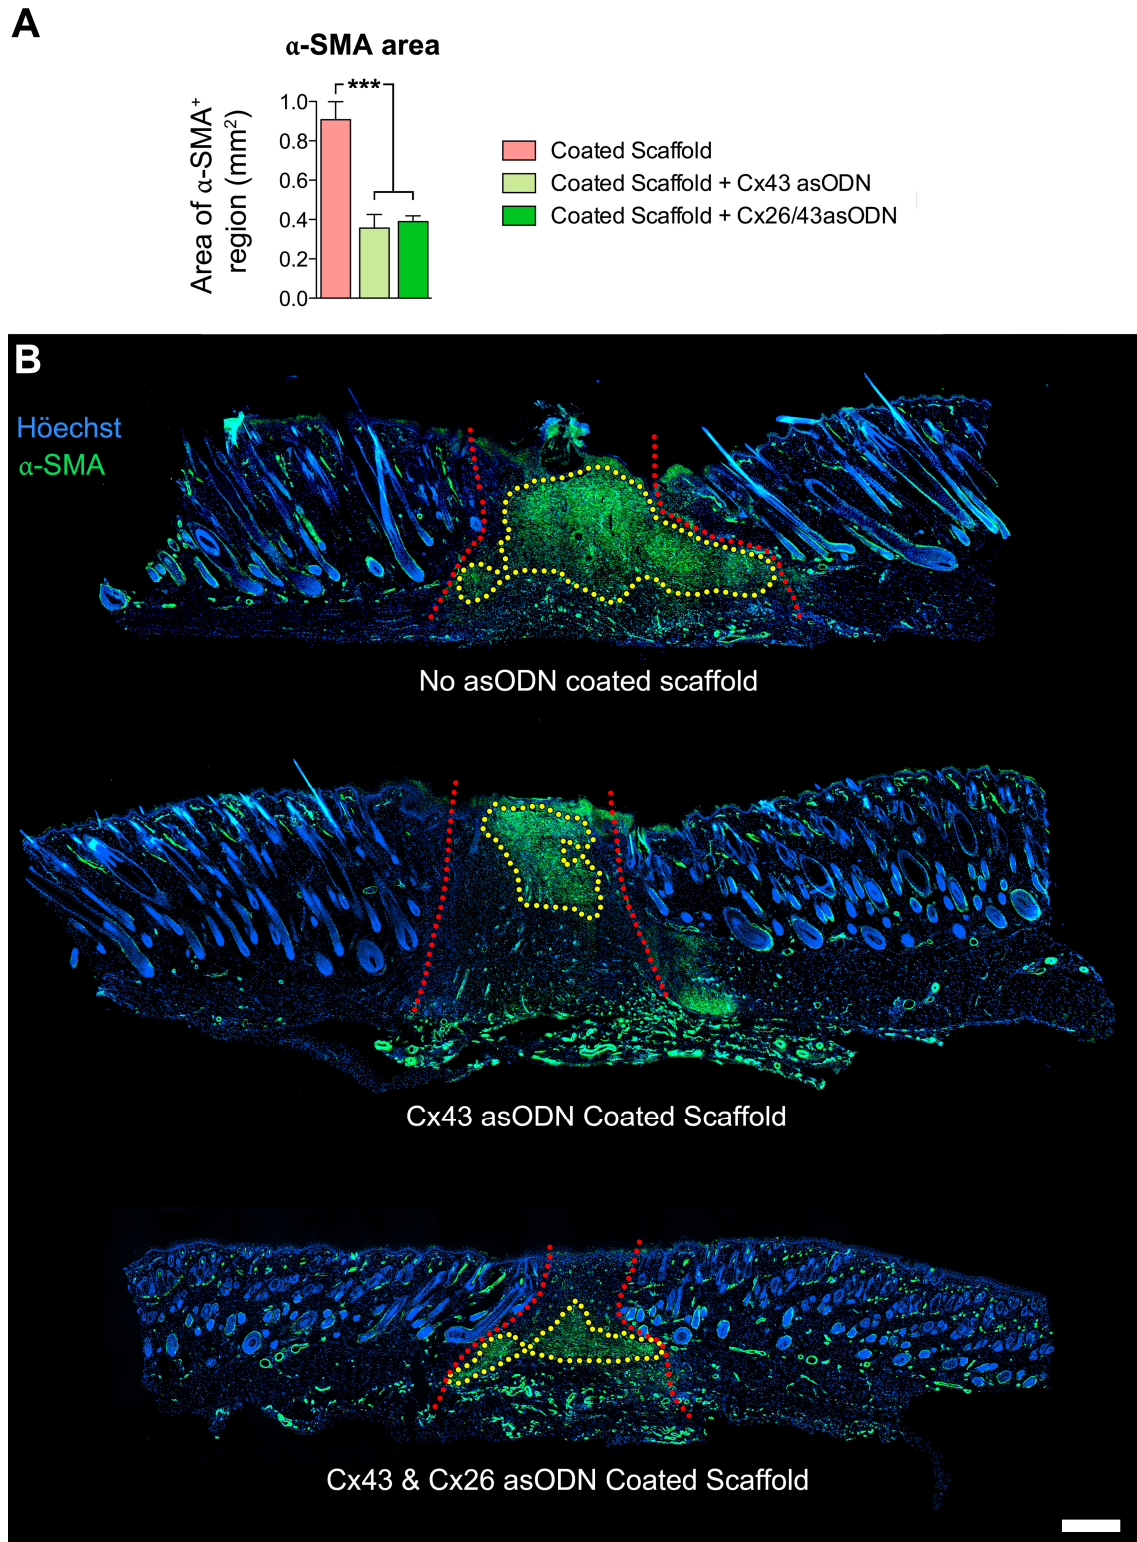 A
α-SMA area
Area of α-SMA+
region (mm2)
1.0
0.8
0.6
0.4
0.2
0.0
***
Coated Scaffold
Coated Scaffold + Cx43 asODN
Coated Scaffold + Cx26/43asODN
B
Höechst
α-SMA
No asODN coated scaffold
Cx43 asODN Coated Scaffold
Cx43 & Cx26 asODN Coated Scaffold